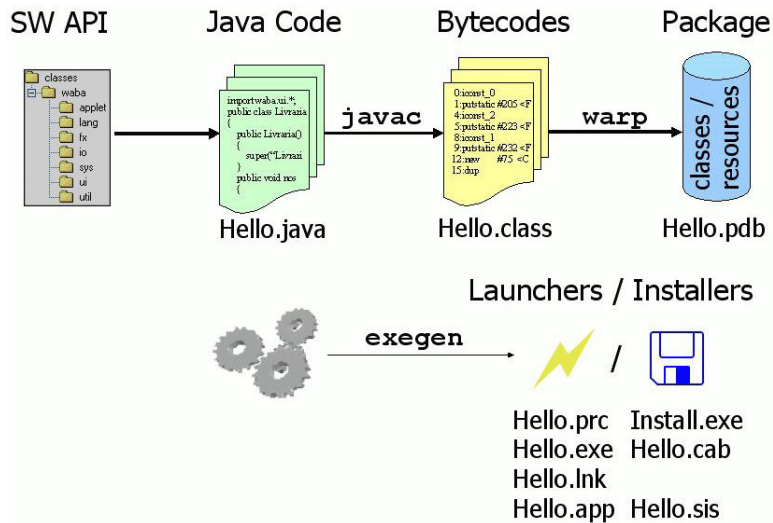 SW API
Java Code
Bytecodes
Package
classes
waba
applet
lang
fx
io
sys
ui
util
importwaba.ui.*;
public class Livraria
{
public Livraria()
{
super("Livrari
}
public void nos
{
javac
0:iconst_0
1:putstatic #205 <F
4:iconst_2
5:putstatic #223 <F
8:iconst_1
9:putstatic #232 <F
12:new #75 <C
15:dup
warp
classes /
resources
Hello.java
Hello.class
Hello.pdb
Launchers / Installers
exegen
/
Hello.prc Install.exe
Hello.exe Hello.cab
Hello.lnk
Hello.app Hello.sis